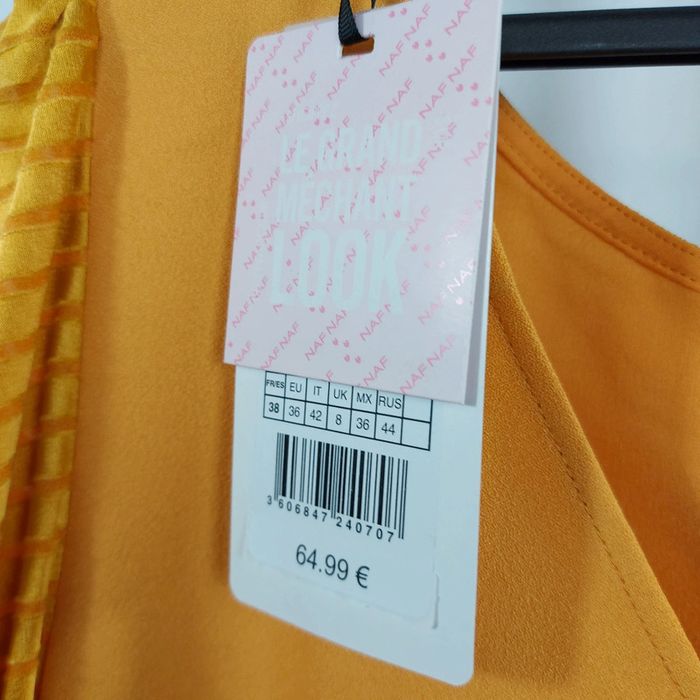 NAF NAF
LE GRAND
MÉCHANT
LOOK
FR/ES EU IT UK MX RUS
38 36 42 8 36 44
3 606847 240707
64.99 €